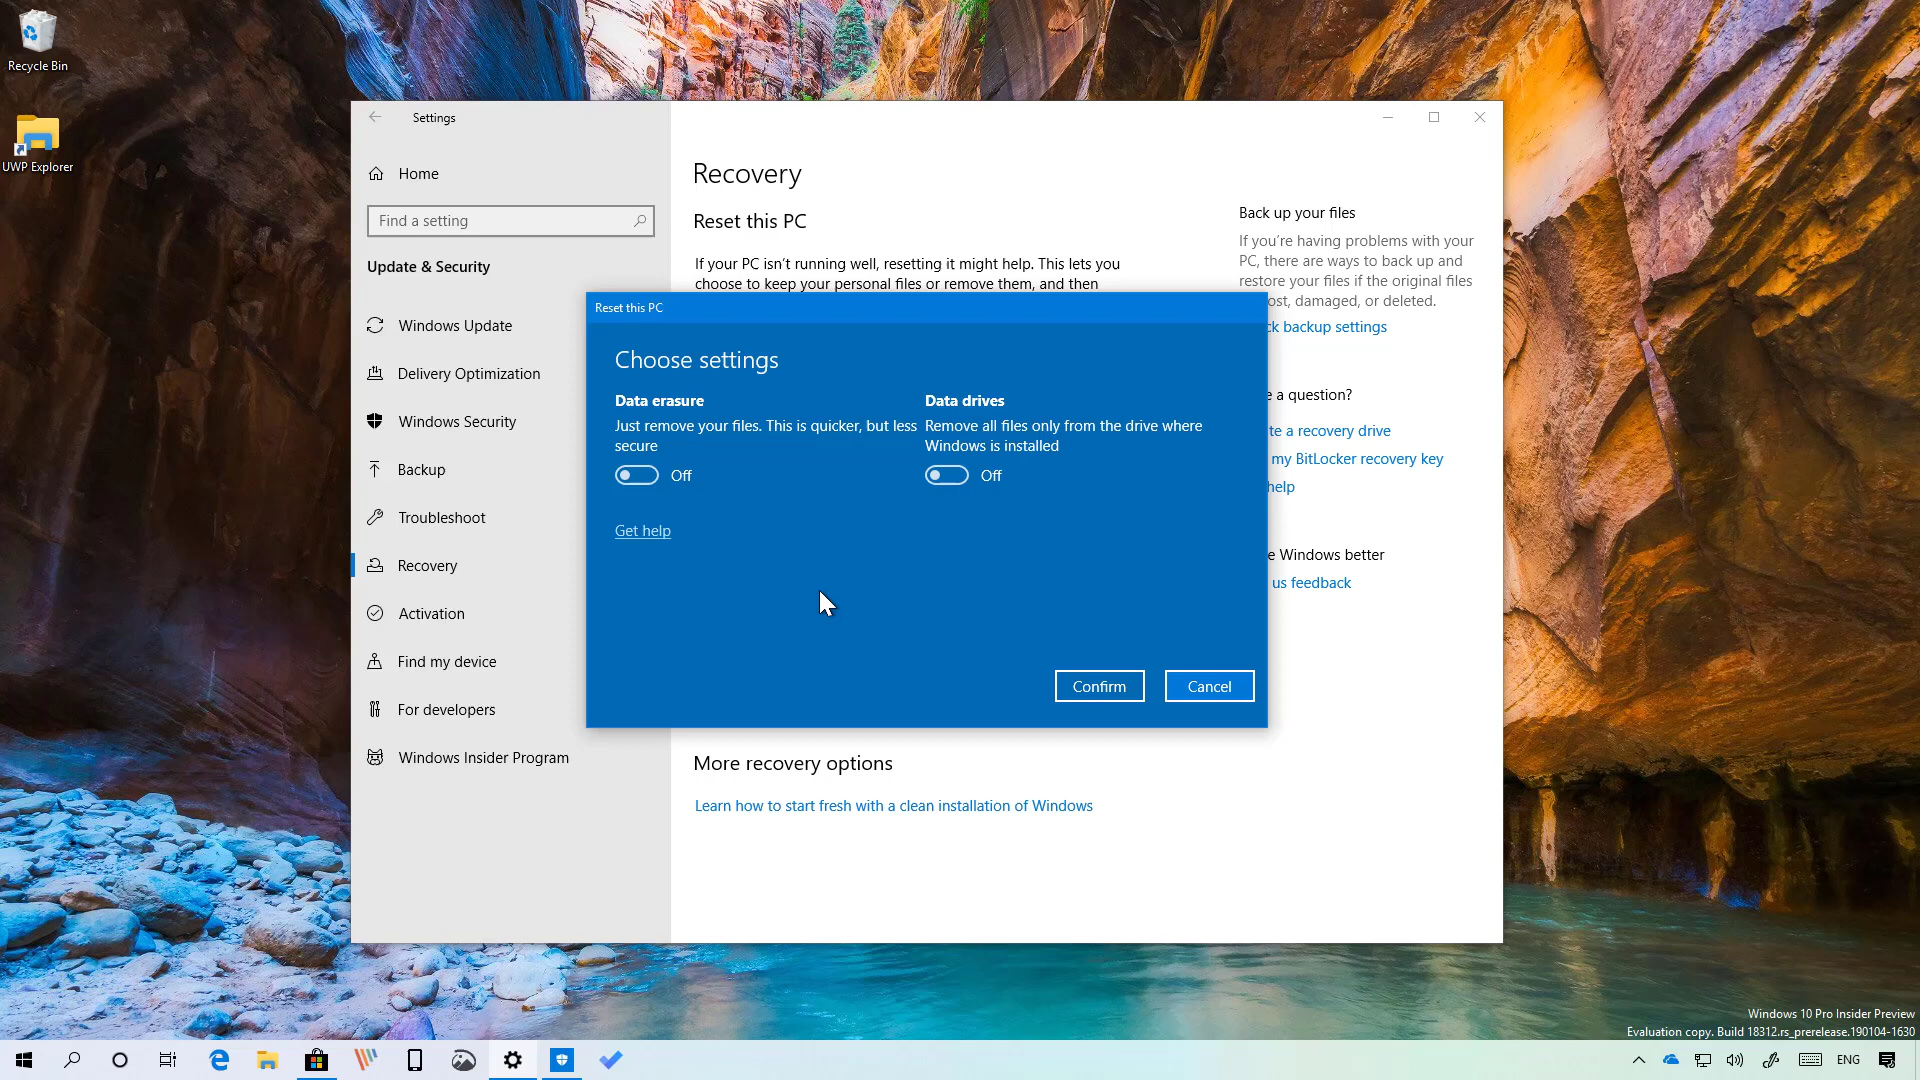 Recycle Bin
UWP Explorer
Settings
Home
Find a setting
Update & Security
Windows Update
Delivery Optimization
Windows Security
Backup
Troubleshoot
Recovery
Activation
Find my device
For developers
Windows Insider Program
Recovery
Reset this PC
If your PC isn't running well, resetting it might help. This lets you
choose to keep your personal files or remove them, and then
Reset this PC
Choose settings
Data erasure
Just remove your files. This is quicker, but less
secure
Off
Data drives
Remove all files only from the drive where
Windows is installed
Off
Get help
Confirm
Cancel
More recovery options
Learn how to start fresh with a clean installation of Windows
Back up your files
If you're having problems with your
PC, there are ways to back up and
restore your files if the original files
ost, damaged, or deleted.
ck backup settings
e a question?
te a recovery drive
my BitLocker recovery key
help
e Windows better
us feedback
Windows 10 Pro Insider Preview
Evaluation copy. Build 18312.rs_prerelease.190104-1630
ENG